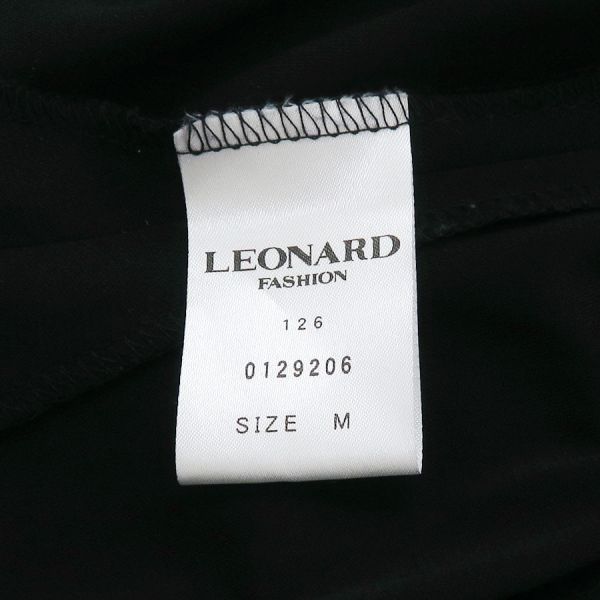 LEONARD
FASHION
126
0129206
SIZE M